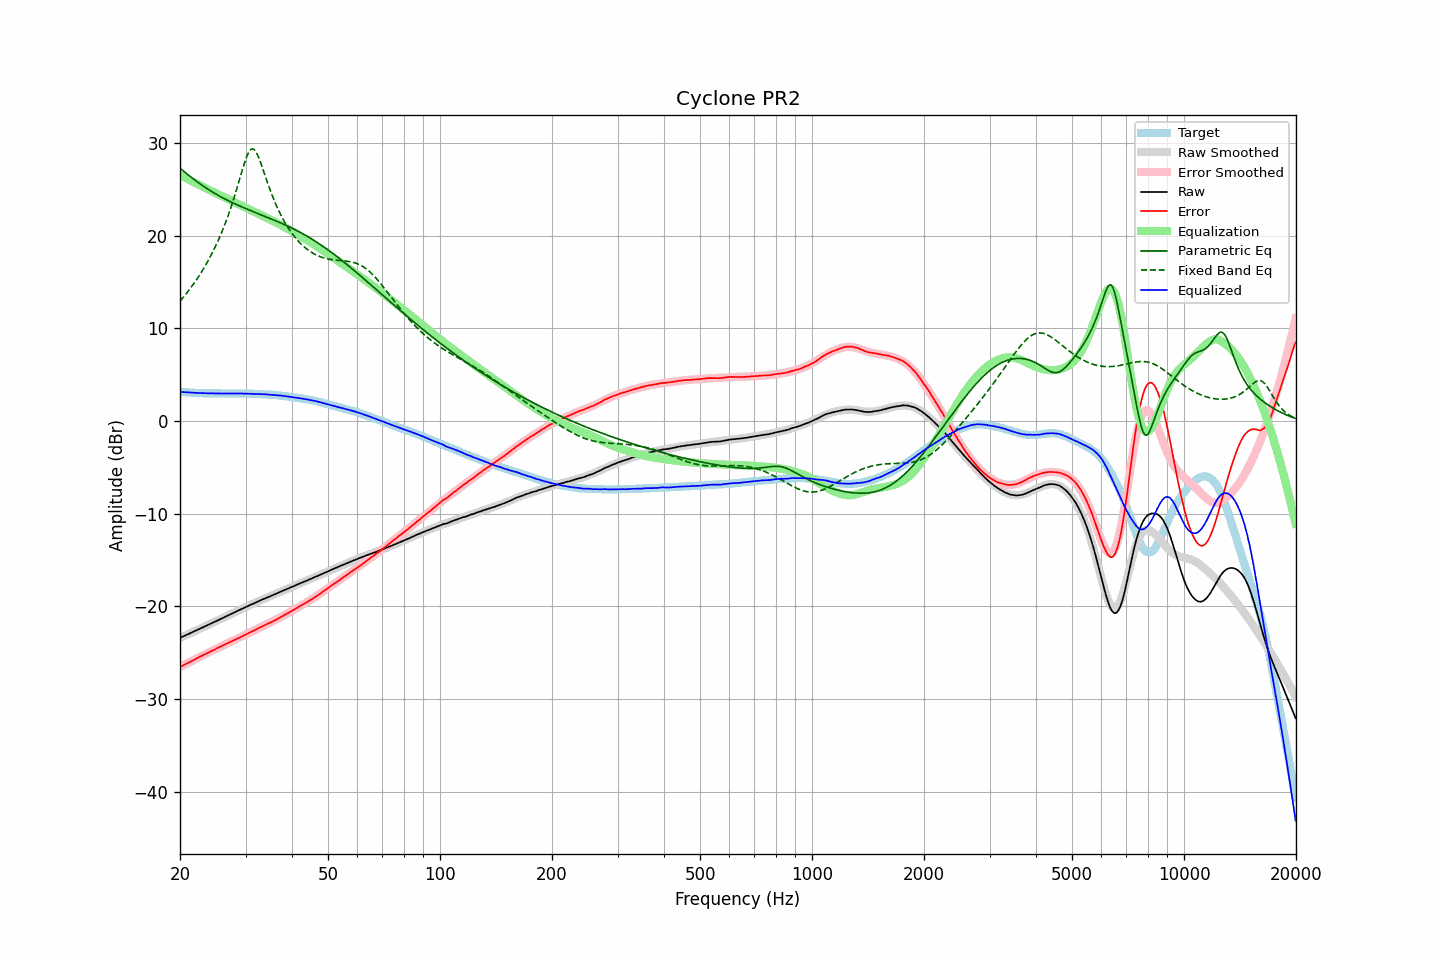 Cyclone PR2
Amplitude (dBr)
30
20
10
0
−10
−20
−30
−40
Target
Raw Smoothed
Error Smoothed
Raw
Error
Equalization
Parametric Eq
Fixed Band Eq
Equalized
20 50 100 200 500 1000 2000 5000 10000 20000
Frequency (Hz)